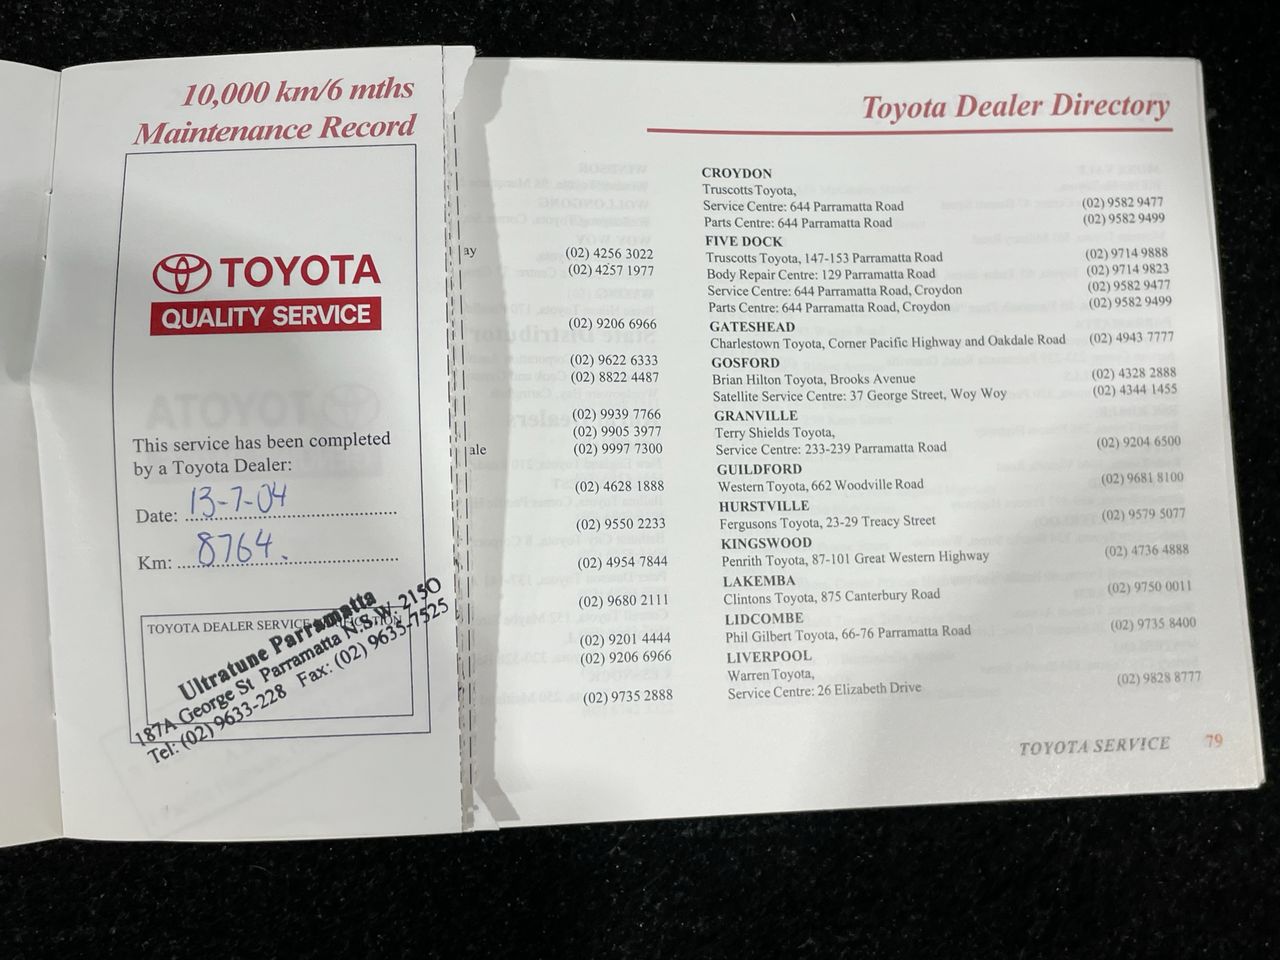 10,000 km/6 mths
Maintenance Record
TOYOTA
QUALITY SERVICE
This service has been completed
by a Toyota Dealer:
Date: 13-7-04
Km: 8764.
TOYOTA DEALER SERVICE
Ultratune Parramatta
187A George St Parramatta N.S.W. 2150
Tel: (02) 9633-228 Fax: (02) 9633-7525
ay (02) 4256 3022
(02) 4257 1977
(02) 9206 6966
(02) 9622 6333
(02) 8822 4487
(02) 9939 7766
(02) 9905 3977
ale (02) 9997 7300
(02) 4628 1888
(02) 9550 2233
(02) 4954 7844
(02) 9680 2111
(02) 9201 4444
(02) 9206 6966
(02) 9735 2888
Toyota Dealer Directory
CROYDON
Truscotts Toyota,
Service Centre: 644 Parramatta Road (02) 9582 9477
Parts Centre: 644 Parramatta Road (02) 9582 9499
FIVE DOCK
Truscotts Toyota, 147-153 Parramatta Road (02) 9714 9888
Body Repair Centre: 129 Parramatta Road (02) 9714 9823
Service Centre: 644 Parramatta Road, Croydon (02) 9582 9477
Parts Centre: 644 Parramatta Road, Croydon (02) 9582 9499
GATESHEAD
Charlestown Toyota, Corner Pacific Highway and Oakdale Road (02) 4943 7777
GOSFORD
Brian Hilton Toyota, Brooks Avenue (02) 4328 2888
Satellite Service Centre: 37 George Street, Woy Woy (02) 4344 1455
GRANVILLE
Terry Shields Toyota,
Service Centre: 233-239 Parramatta Road (02) 9204 6500
GUILDFORD
Western Toyota, 662 Woodville Road (02) 9681 8100
HURSTVILLE
Fergusons Toyota, 23-29 Treacy Street (02) 9579 5077
KINGSWOOD
Penrith Toyota, 87-101 Great Western Highway (02) 4736 4888
LAKEMBA
Clintons Toyota, 875 Canterbury Road (02) 9750 0011
LIDCOMBE
Phil Gilbert Toyota, 66-76 Parramatta Road (02) 9735 8400
LIVERPOOL
Warren Toyota,
Service Centre: 26 Elizabeth Drive (02) 9828 8777
TOYOTA SERVICE 79